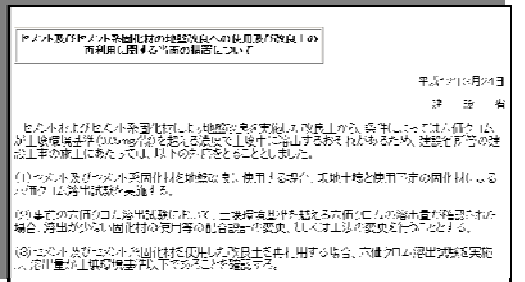 セメント及びセメント系固化材の地盤改良への使用及び改良土の
再利用に関する当面の措置について
平成12年3月24日
建 設 省
セメントおよびセメント系固化材による地盤改良を実施した改良土から、条件によっては六価クロム
が土壌環境基準(0.05mg/l)を超える濃度で土壌中に溶出するおそれがあるため、建設省所管の建
設工事の施工にあたっては、以下の対応をとることとしました。
(1)セメント及びセメント系固化材を地盤改良に使用する場合、現地土壌と使用予定の固化材による
六価クロム溶出試験を実施する。
(2)事前の六価クロム溶出試験において、土壌環境基準を越える六価クロムの溶出量が確認された
場合、溶出が少ない固化材の使用等の配合設計の変更、もしくは工法の変更を行うこととする。
(3)セメント及びセメント系固化材を使用した改良土を再利用する場合、六価クロム溶出試験を実施
し、溶出量が土壌環境基準以下であることを確認する。